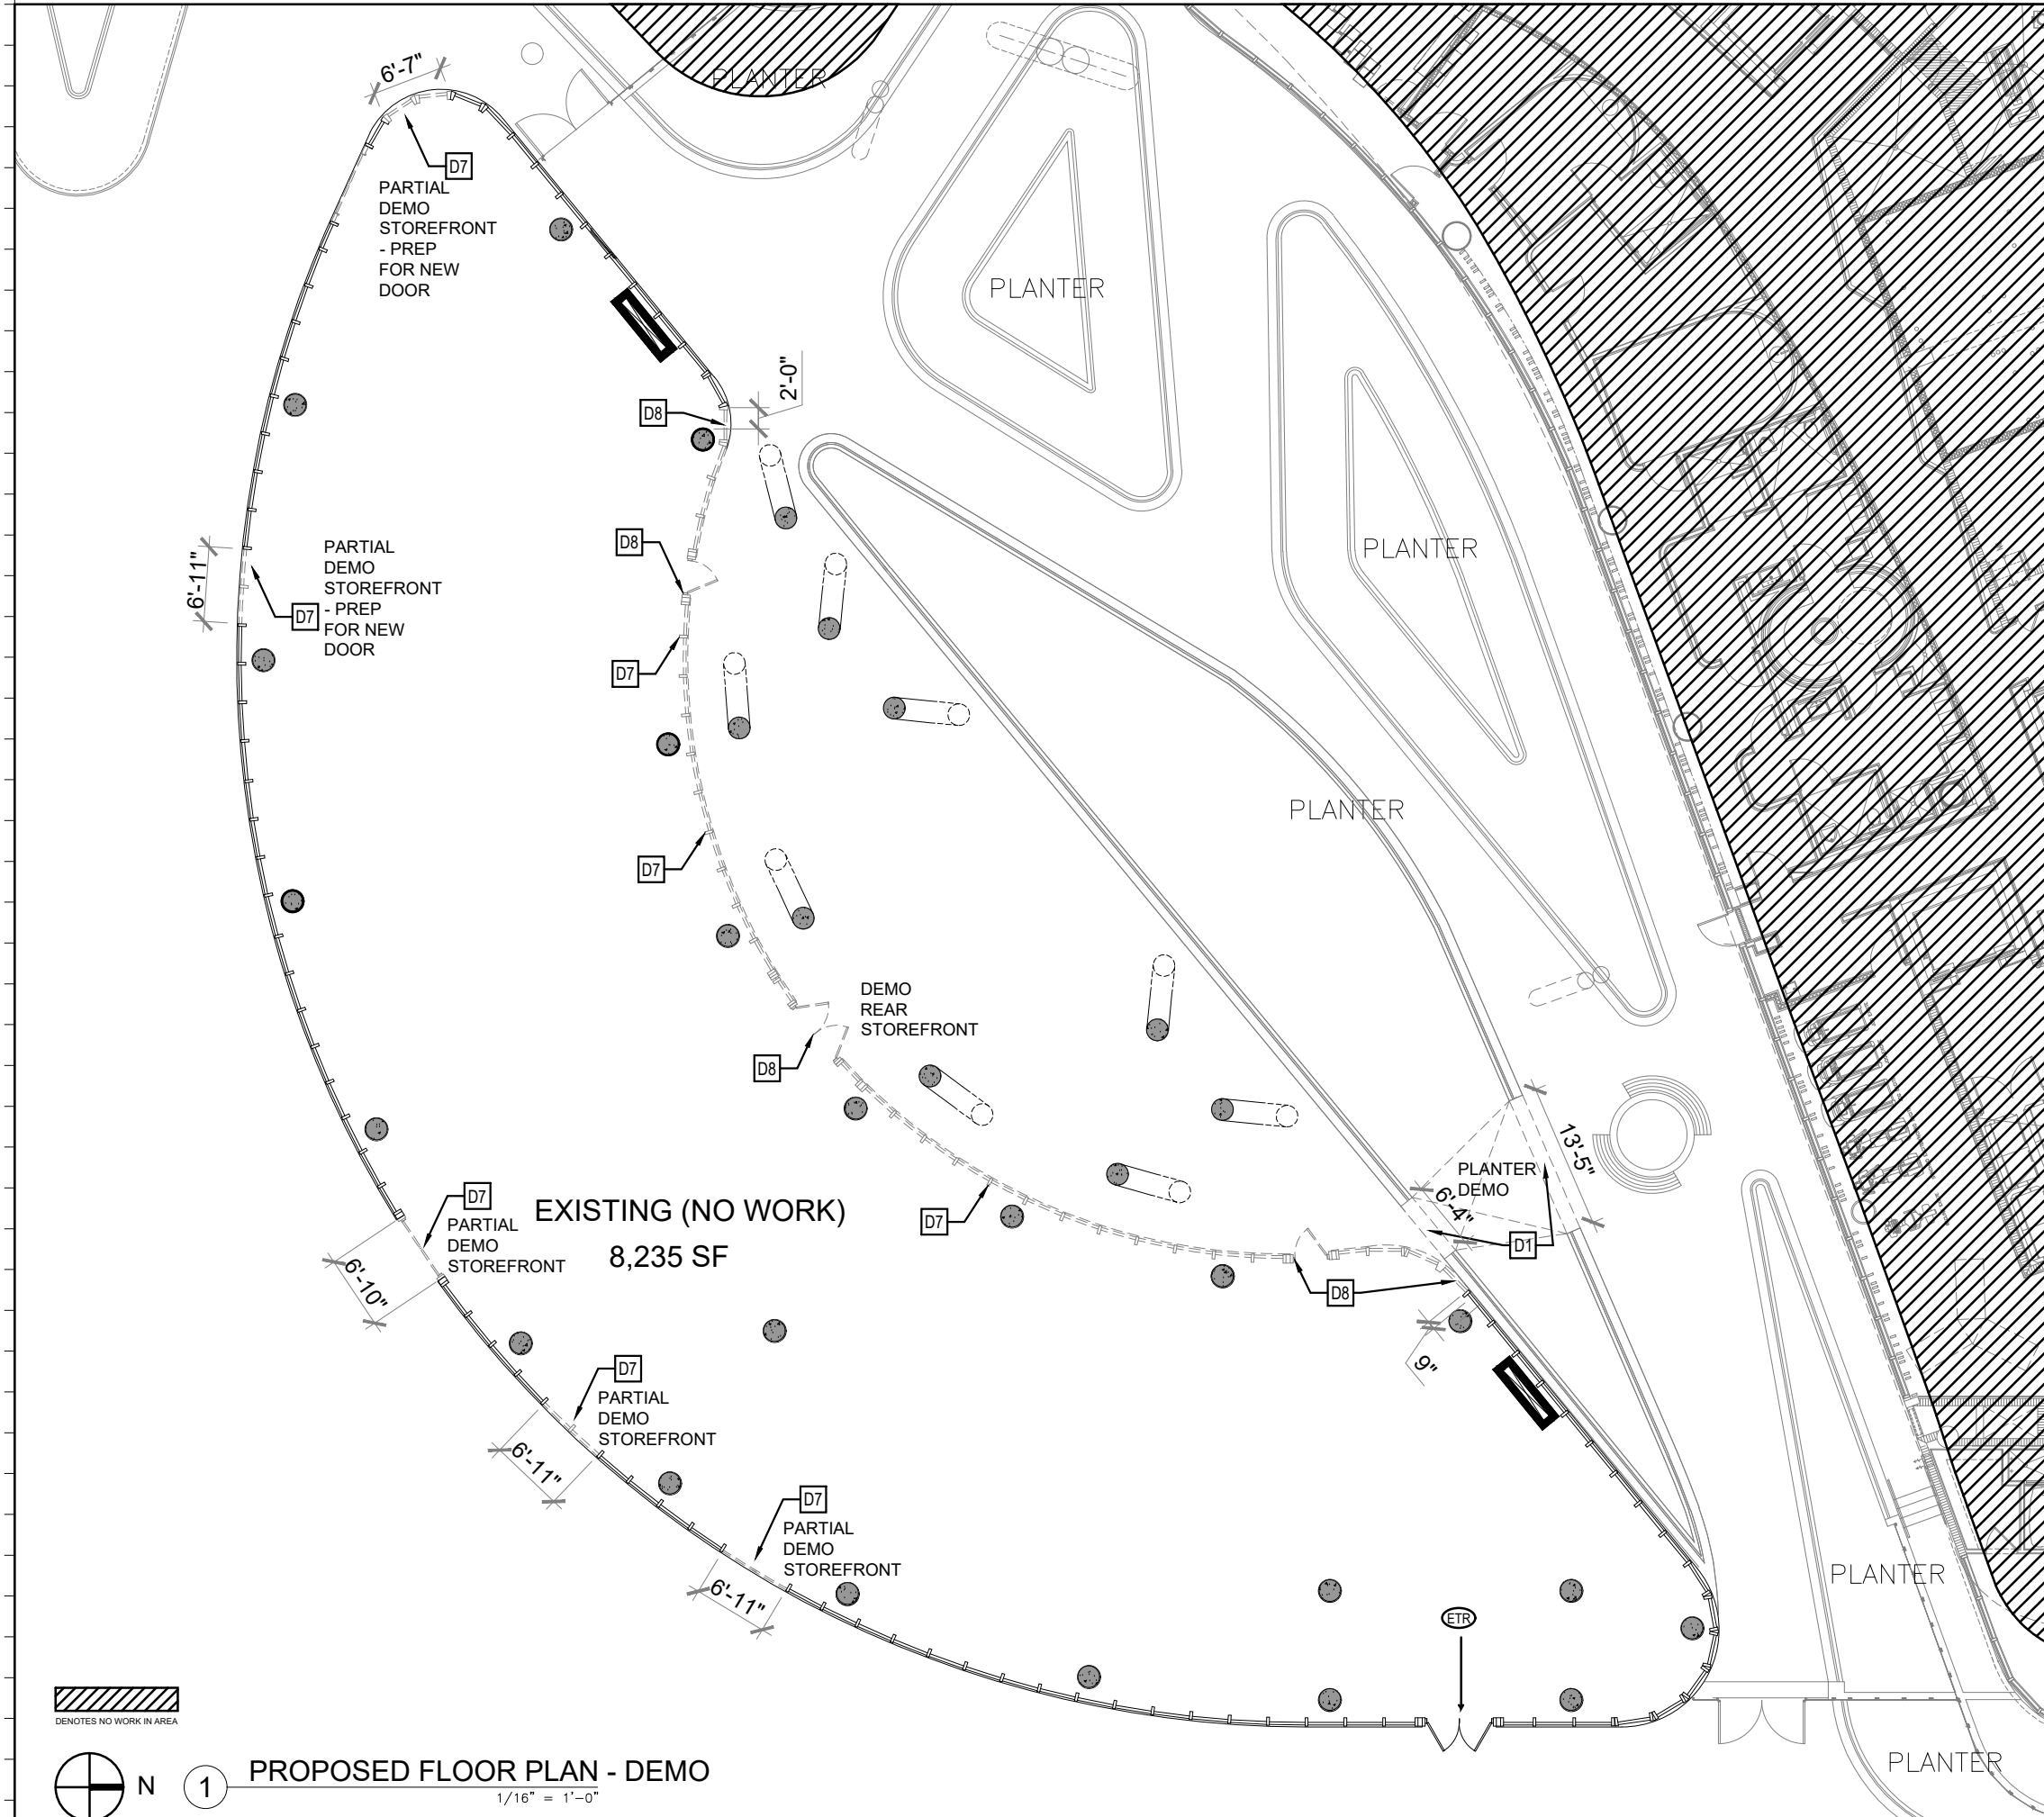 6'-7"
PLANTER
D7
PARTIAL
DEMO
STOREFRONT
- PREP
FOR NEW
DOOR
PLANTER
2'-0"
D8
D8
PARTIAL
DEMO
STOREFRONT
- PREP
FOR NEW
DOOR
6'-11"
D7
PLANTER
D7
PLANTER
D7
DEMO
REAR
STOREFRONT
D8
13'-5"
PLANTER
DEMO
6'-4"
D1
D7
PARTIAL
DEMO
STOREFRONT
EXISTING (NO WORK)
8,235 SF
D7
6'-10"
D8
9"
D7
PARTIAL
DEMO
STOREFRONT
6'-11"
D7
PARTIAL
DEMO
STOREFRONT
6'-11"
ETR
PLANTER
DENOTES NO WORK IN AREA
N
1
PROPOSED FLOOR PLAN - DEMO
1/16" = 1'-0"
PLANTER